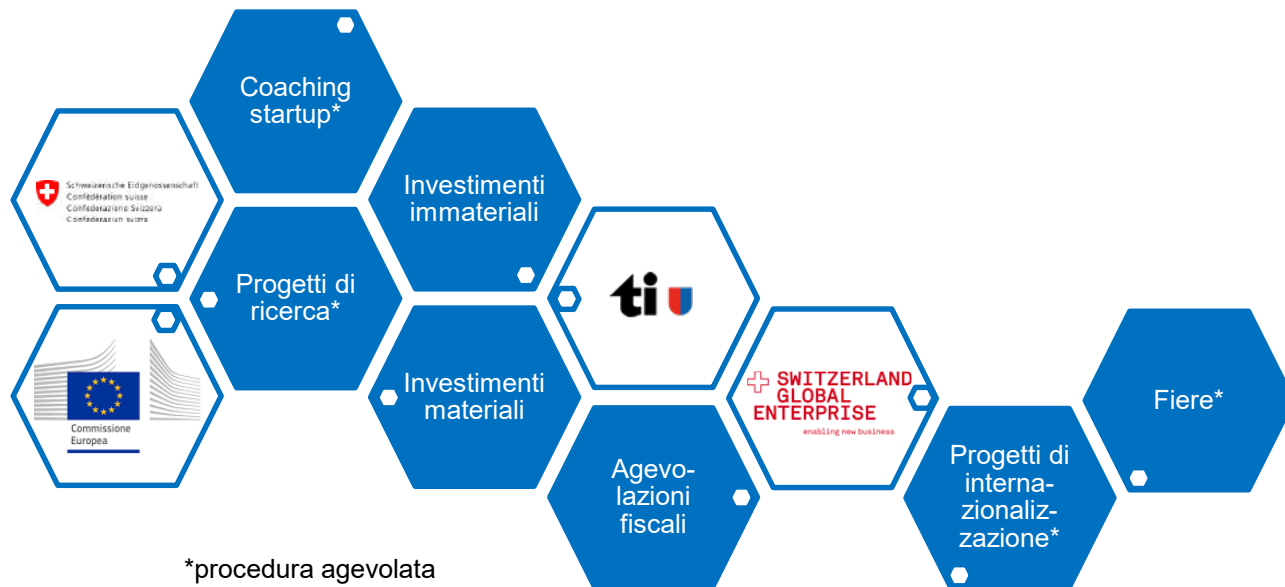 Coaching
startup*
Schweizerische Eidgenossenschaft
Confédération suisse
Confederazione Svizzera
Confederaziun svizra
Investimenti
immateriali
Progetti di
ricerca*
ti
Commissione
Europea
Investimenti
materiali
SWITZERLAND
GLOBAL
ENTERPRISE
enabling new business
Fiere*
Agevo-
lazioni
fiscali
Progetti di
interna-
zionaliz-
zazione*
*procedura agevolata